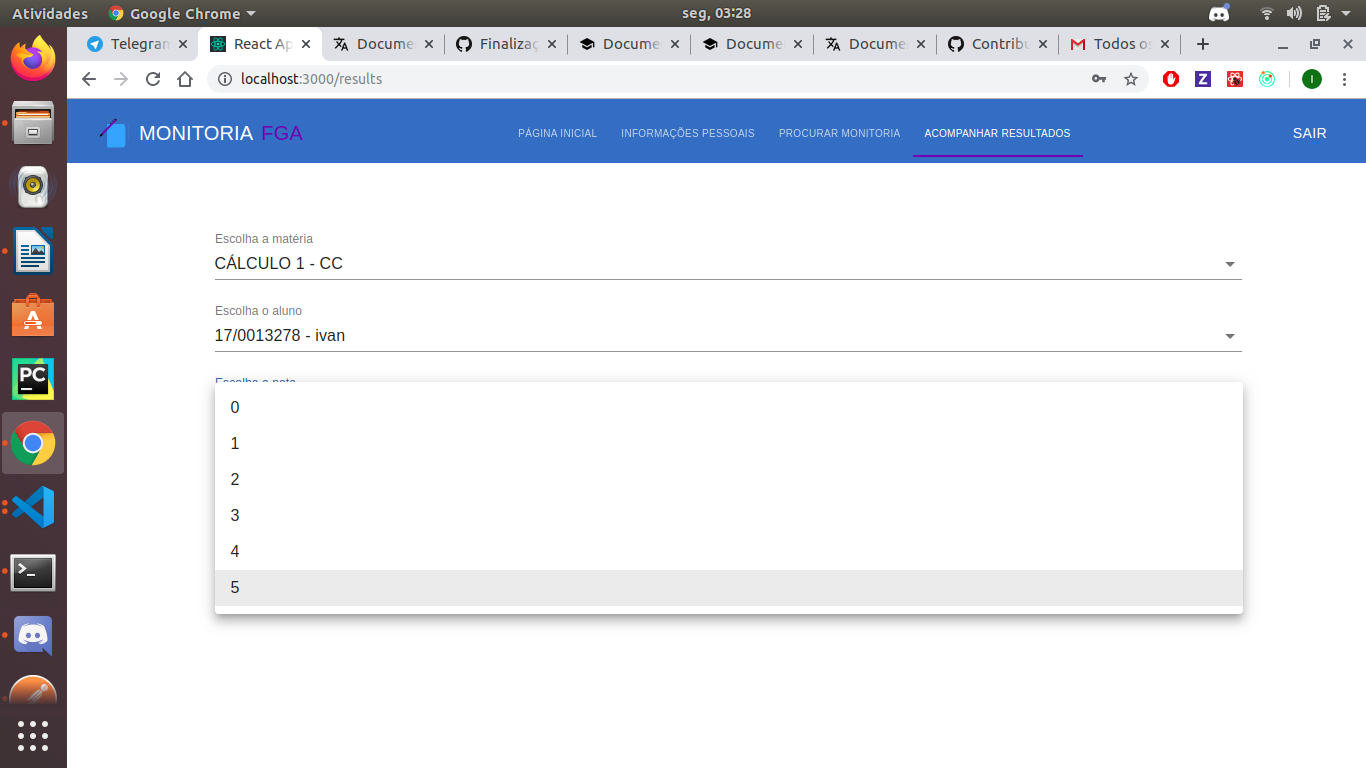 Atividades Google Chrome seg, 03:28
Telegran React Ap Docume Finalizaç Docume Docume Docume Contribu Todos os
localhost:3000/results
MONITORIA FGA PÁGINA INICIAL INFORMAÇÕES PESSOAIS PROCURAR MONITORIA ACOMPANHAR RESULTADOS SAIR
Escolha a matéria
CÁLCULO 1 - CC
Escolha o aluno
17/0013278 - ivan
0
1
2
3
4
5